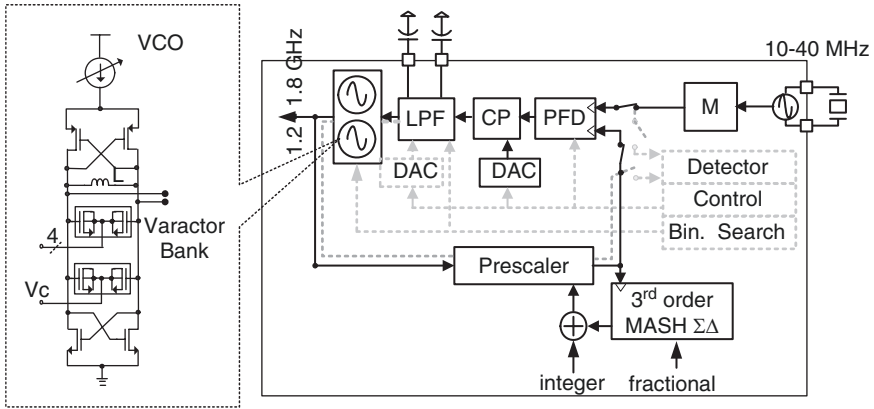 VCO
4
Varactor
Bank
Vc
1.2 - 1.8 GHz
10-40 MHz
LPF
CP
PFD
M
DAC
DAC
Detector
Control
Bin. Search
Prescaler
3rd order
MASH ΣΔ
integer
fractional